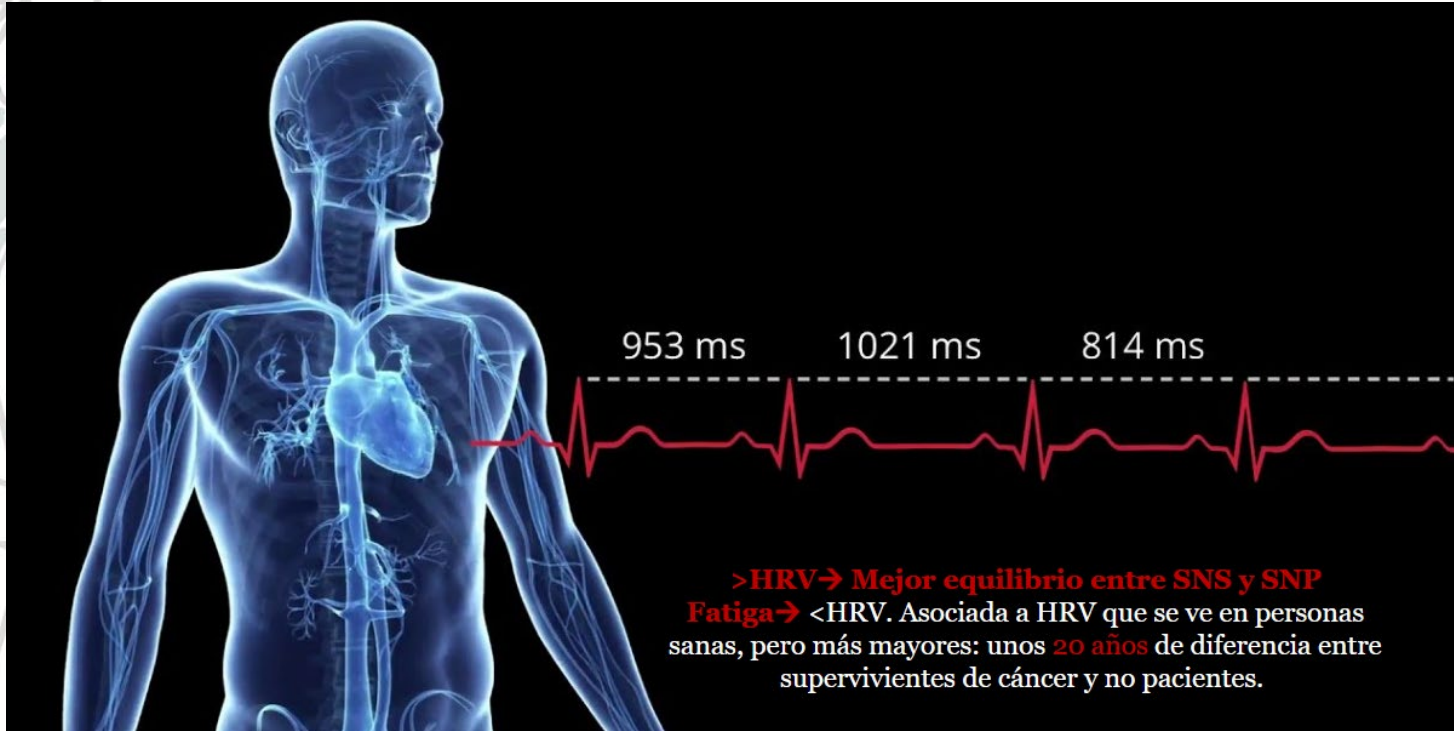 953 ms 1021 ms 814 ms
>HRV→ Mejor equilibrio entre SNS y SNP
Fatiga→ <HRV. Asociada a HRV que se ve en personas
sanas, pero más mayores: unos 20 años de diferencia entre
supervivientes de cáncer y no pacientes.